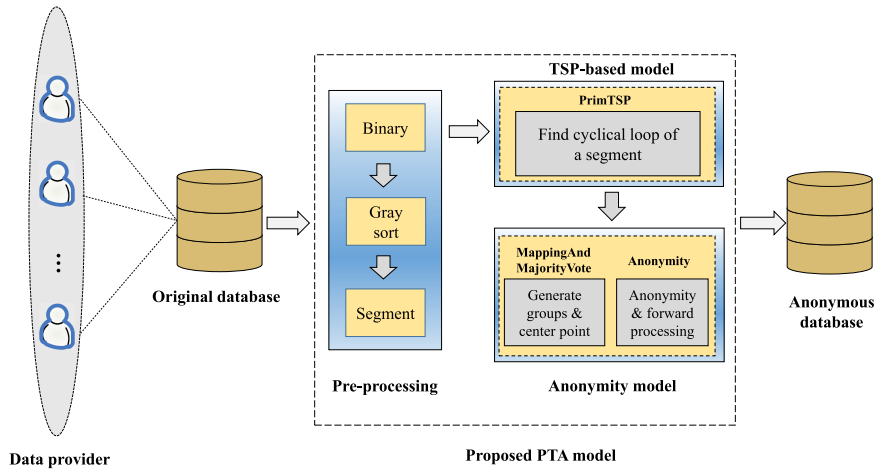 TSP-based model
PrimTSP
Find cyclical loop of
a segment
Binary
Gray
sort
Segment
Pre-processing
MappingAnd
MajorityVote
Generate
groups &
center point
Anonymity
Anonymity
& forward
processing
Anonymity model
Original database
Anonymous
database
...
Data provider
Proposed PTA model